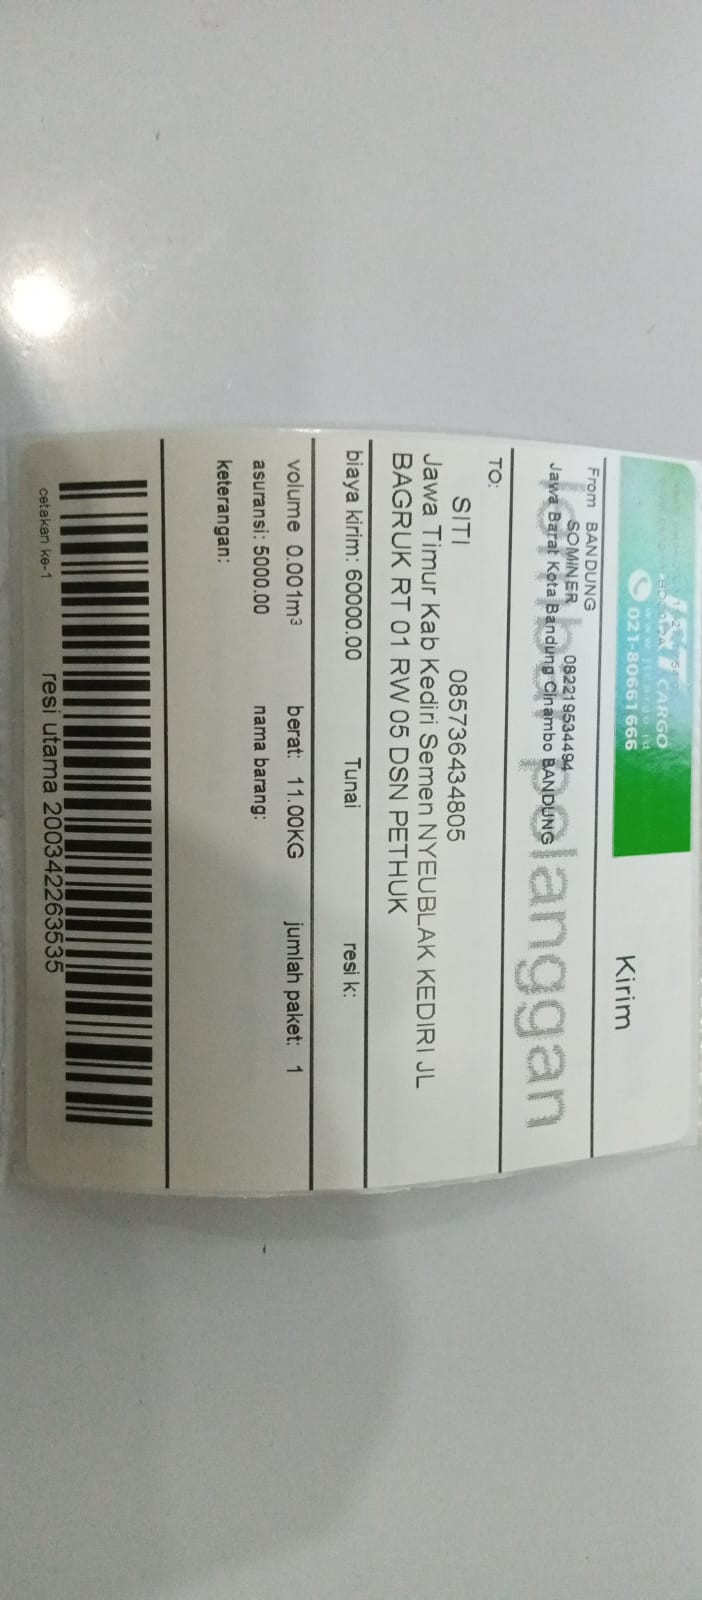 CARGO
021-80661666
Kirim
From BANDUNG
SOMINER 082219534494
Jawa Barat Kota Bandung Cinambo BANDUNG
lembar pelanggan
TO:
SITI 085736434805
Jawa Timur Kab Kediri Semen NYEUBLAK KEDIRI JL
BAGRUK RT 01 RW 05 DSN PETHUK
biaya kirim: 60000.00 Tunai resi k:
volume 0.001m³ berat: 11.00KG jumlah paket: 1
asuransi: 5000.00 nama barang:
keterangan:
cetakan ke-1 resi utama 200342263535